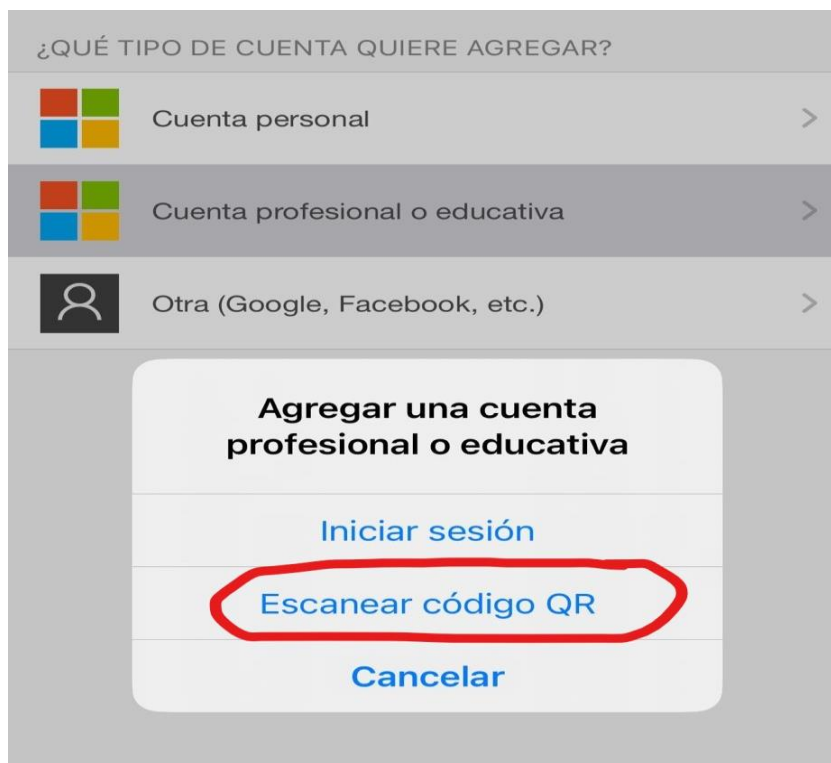 ¿QUÉ TIPO DE CUENTA QUIERE AGREGAR?
Cuenta personal
Cuenta profesional o educativa
Otra (Google, Facebook, etc.)
Agregar una cuenta
profesional o educativa
Iniciar sesión
Escanear código QR
Cancelar